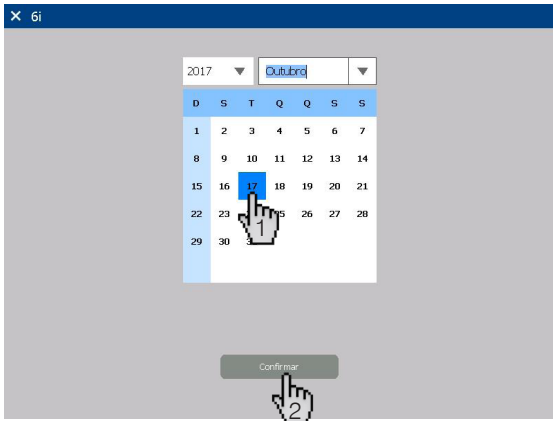 X 6i
2017 Outubro
D S T Q Q S S
1 2 3 4 5 6 7
8 9 10 11 12 13 14
15 16 17 18 19 20 21
22 23 25 26 27 28
29 30
1
Confirmar
2